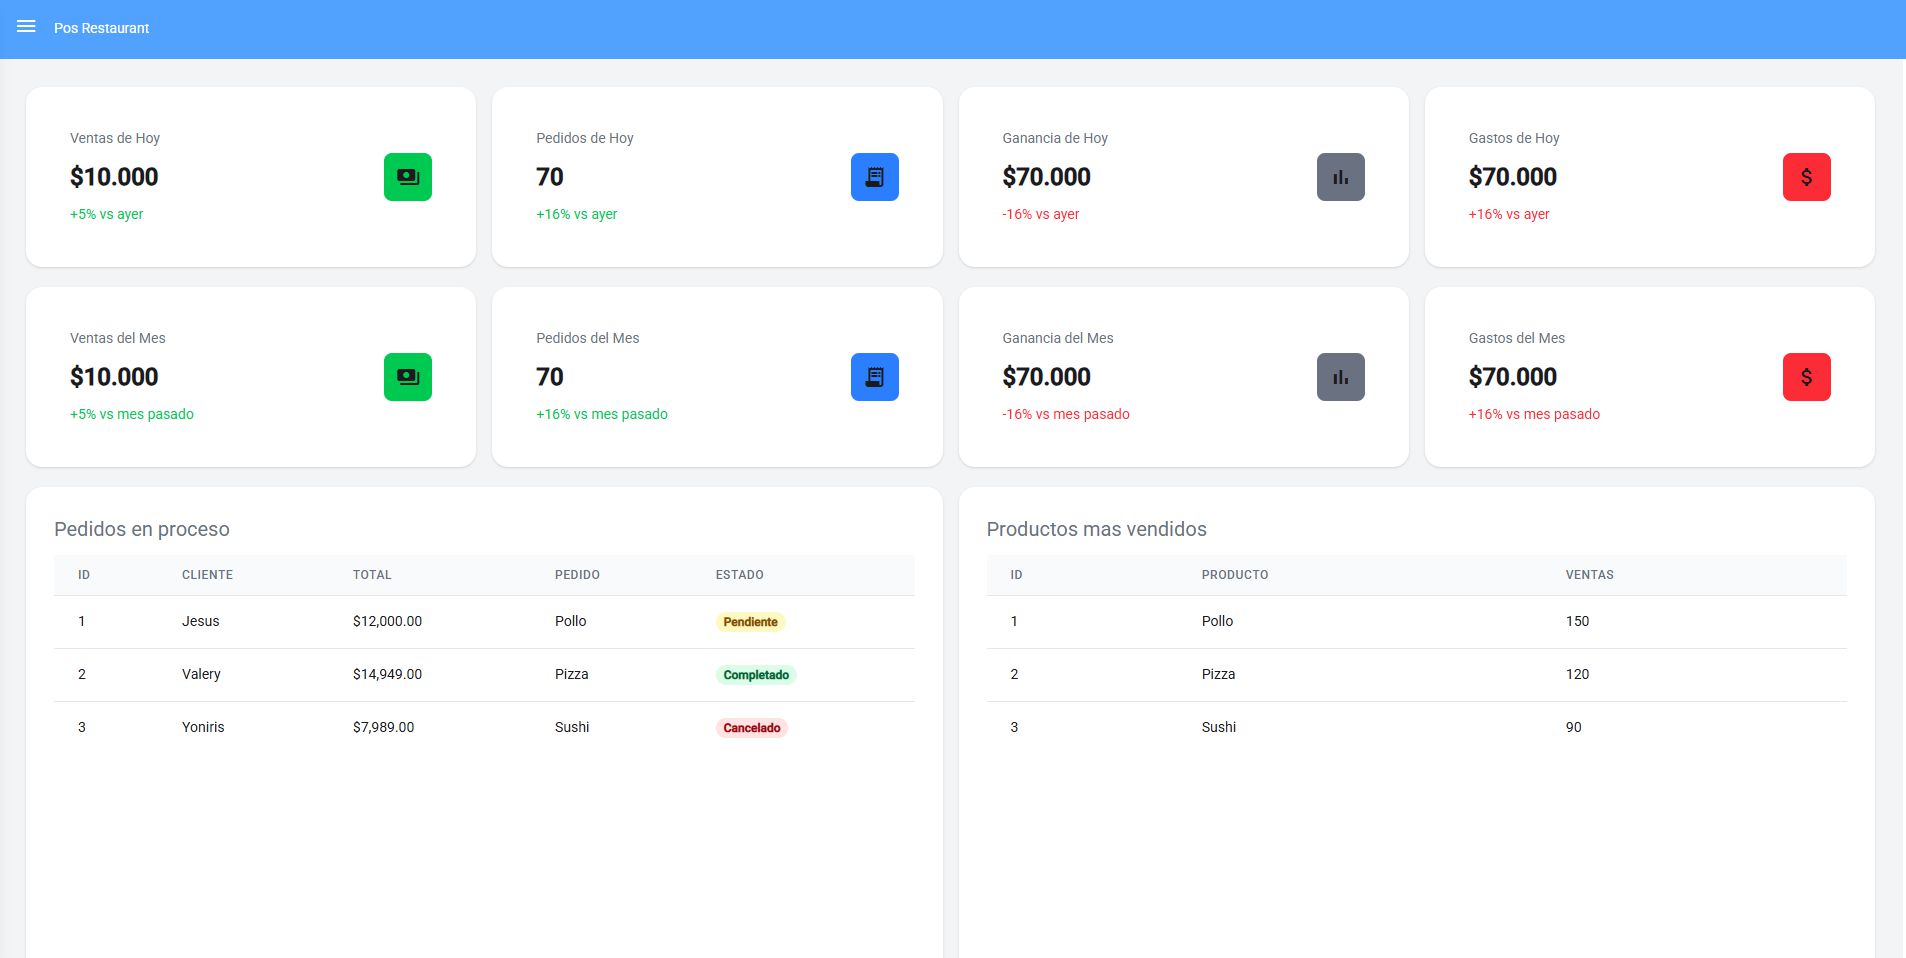 Pos Restaurant
Ventas de Hoy
$10.000
+5% vs ayer
Pedidos de Hoy
70
+16% vs ayer
Ganancia de Hoy
$70.000
-16% vs ayer
Gastos de Hoy
$70.000
+16% vs ayer
Ventas del Mes
$10.000
+5% vs mes pasado
Pedidos del Mes
70
+16% vs mes pasado
Ganancia del Mes
$70.000
-16% vs mes pasado
Gastos del Mes
$70.000
+16% vs mes pasado
Pedidos en proceso
ID CLIENTE TOTAL PEDIDO ESTADO
1 Jesus $12,000.00 Pollo Pendiente
2 Valery $14,949.00 Pizza Completado
3 Yoniris $7,989.00 Sushi Cancelado
Productos mas vendidos
ID PRODUCTO VENTAS
1 Pollo 150
2 Pizza 120
3 Sushi 90